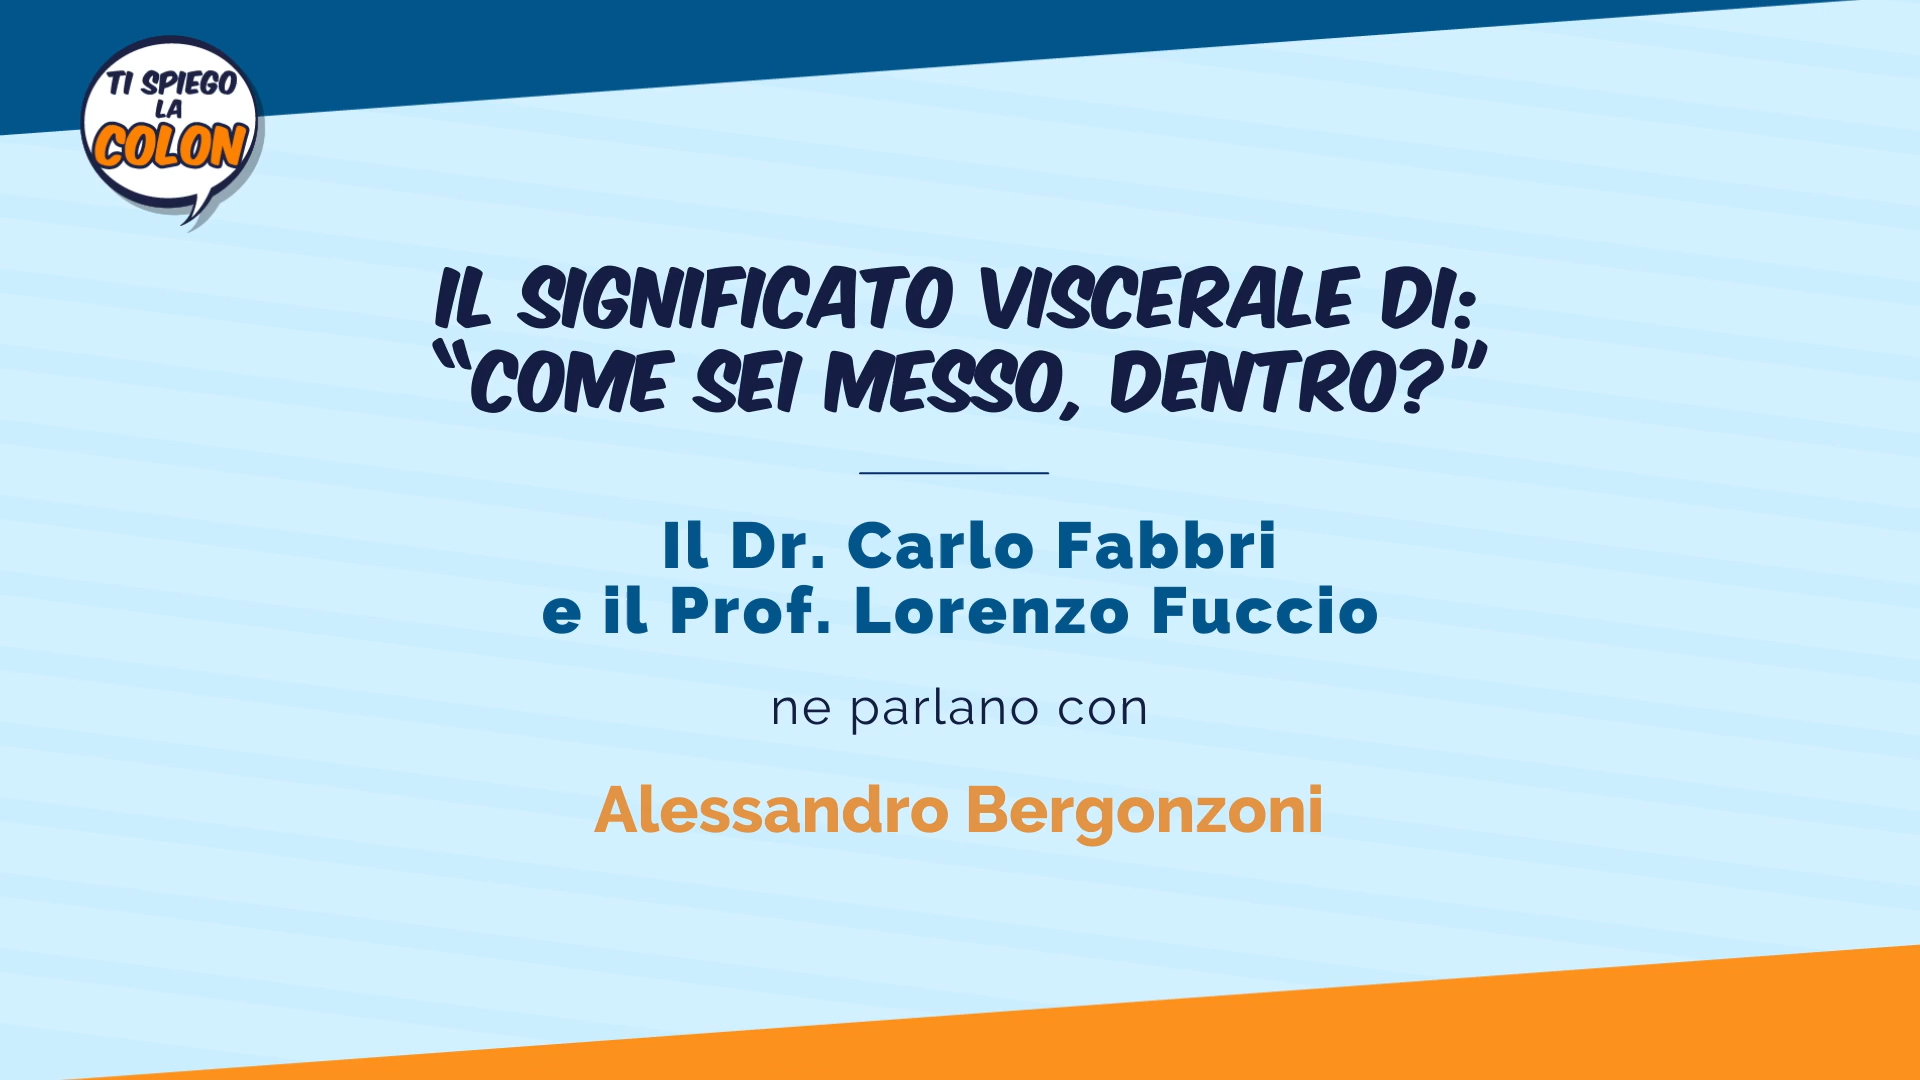 TI SPIEGO
LA
COLON
IL SIGNIFICATO VISCERALE DI:
“COME SEI MESSO, DENTRO?”
Il Dr. Carlo Fabbri
e il Prof. Lorenzo Fuccio
ne parlano con
Alessandro Bergonzoni